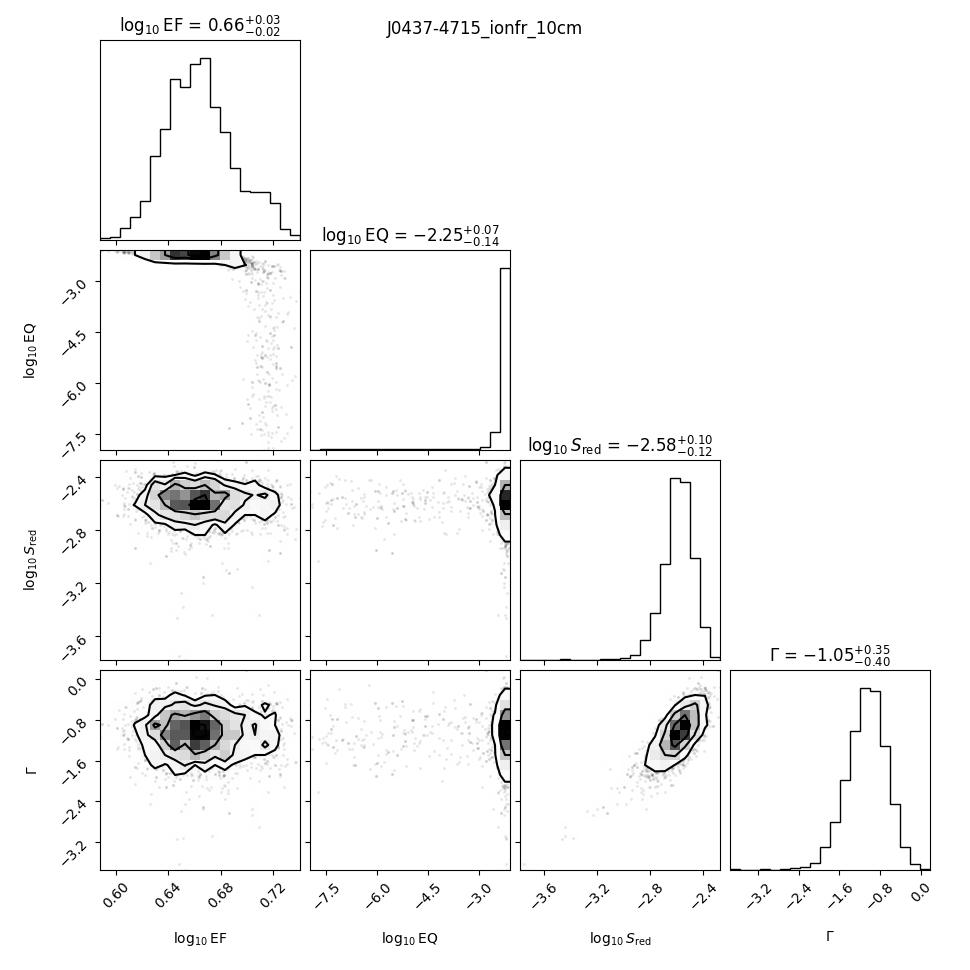 J0437-4715_ionfr_10cm
log₁₀ EF = 0.66⁺⁰·⁰³₋₀.₀₂
log₁₀ EQ = −2.25⁺⁰·⁰⁷₋₀.₁₄
−3.0
−4.5
−6.0
−7.5
log₁₀ EQ
log₁₀ S_red = −2.58⁺⁰·¹⁰₋₀.₁₂
−2.4
−2.8
−3.2
−3.6
log₁₀ S_red
Γ = −1.05⁺⁰·³⁵₋₀.₄₀
0.0
−0.8
−1.6
−2.4
−3.2
Γ
0.60 0.64 0.68 0.72 −7.5 −6.0 −4.5 −3.0 −3.6 −3.2 −2.8 −2.4 −3.2 −2.4 −1.6 −0.8 0.0
log₁₀ EF log₁₀ EQ log₁₀ S_red Γ